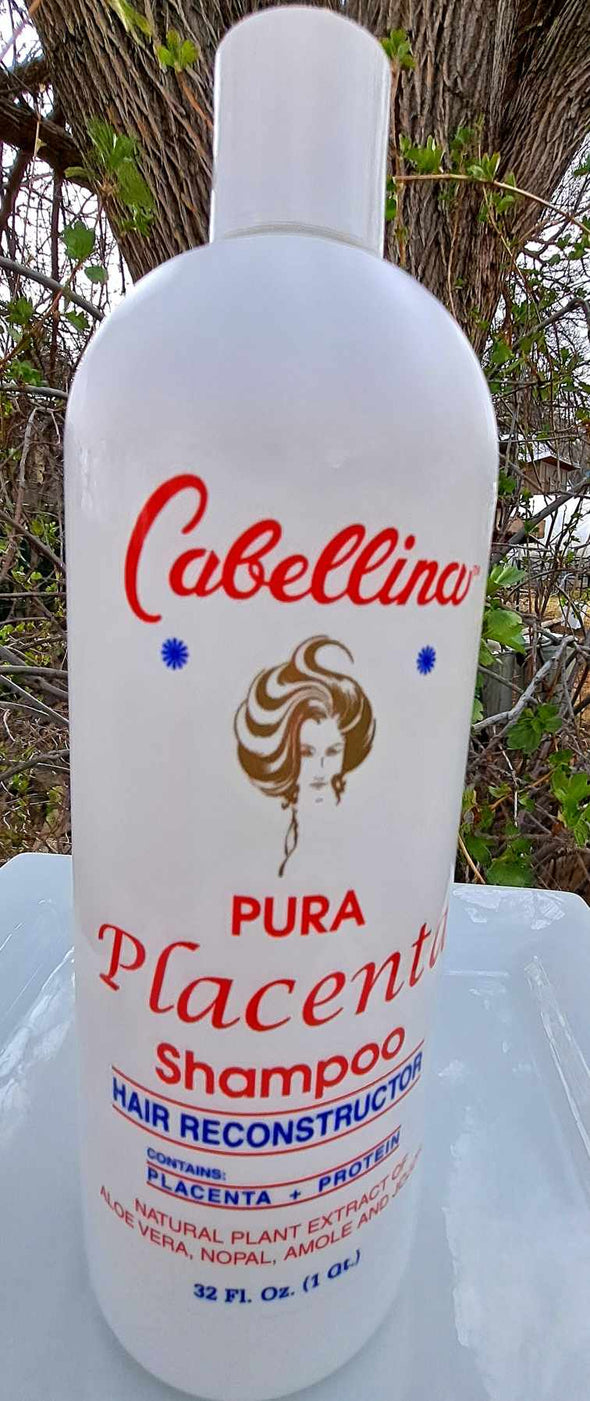 Cabellina
PURA
Placenta
Shampoo
HAIR RECONSTRUCTOR
CONTAINS:
PLACENTA + PROTEIN
NATURAL PLANT EXTRACT OF
ALOE VERA, NOPAL, AMOLE AND
32 Fl. Oz. (1 Qt.)